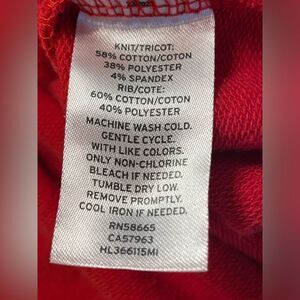 KNIT/TRICOT:
58% COTTON/COTON
38% POLYESTER
4% SPANDEX
RIB/COTE:
60% COTTON/COTON
40% POLYESTER
MACHINE WASH COLD.
GENTLE CYCLE.
WITH LIKE COLORS.
ONLY NON-CHLORINE
BLEACH IF NEEDED.
TUMBLE DRY LOW.
REMOVE PROMPTLY.
COOL IRON IF NEEDED.
RN58665
CA57963
HL366115MI